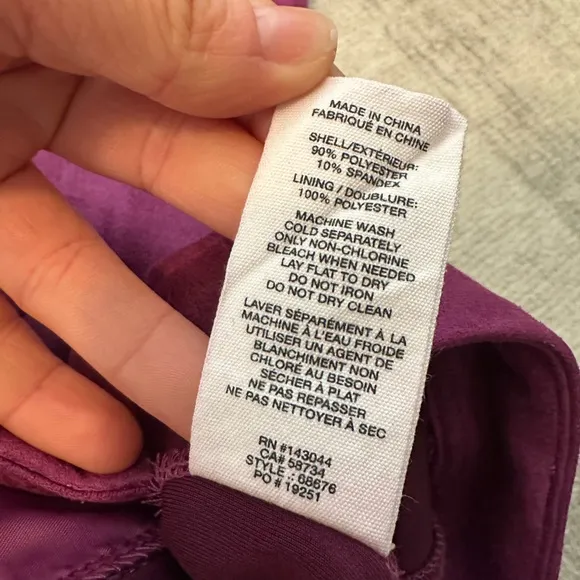 MADE IN CHINA
FABRIQUÉ EN CHINE
SHELL/EXTÉRIEUR:
90% POLYESTER
10% SPANDEX
LINING / DOUBLURE:
100% POLYESTER
MACHINE WASH
COLD SEPARATELY
ONLY NON-CHLORINE
BLEACH WHEN NEEDED
LAY FLAT TO DRY
DO NOT IRON
DO NOT DRY CLEAN
LAVER SÉPARÉMENT À LA
MACHINE À L'EAU FROIDE
UTILISER UN AGENT DE
BLANCHIMENT NON
CHLORÉ AU BESOIN
SÉCHER À PLAT
NE PAS REPASSER
NE PAS NETTOYER À SEC
RN #143044
CA# 58734
STYLE : 68676
PO # 19251